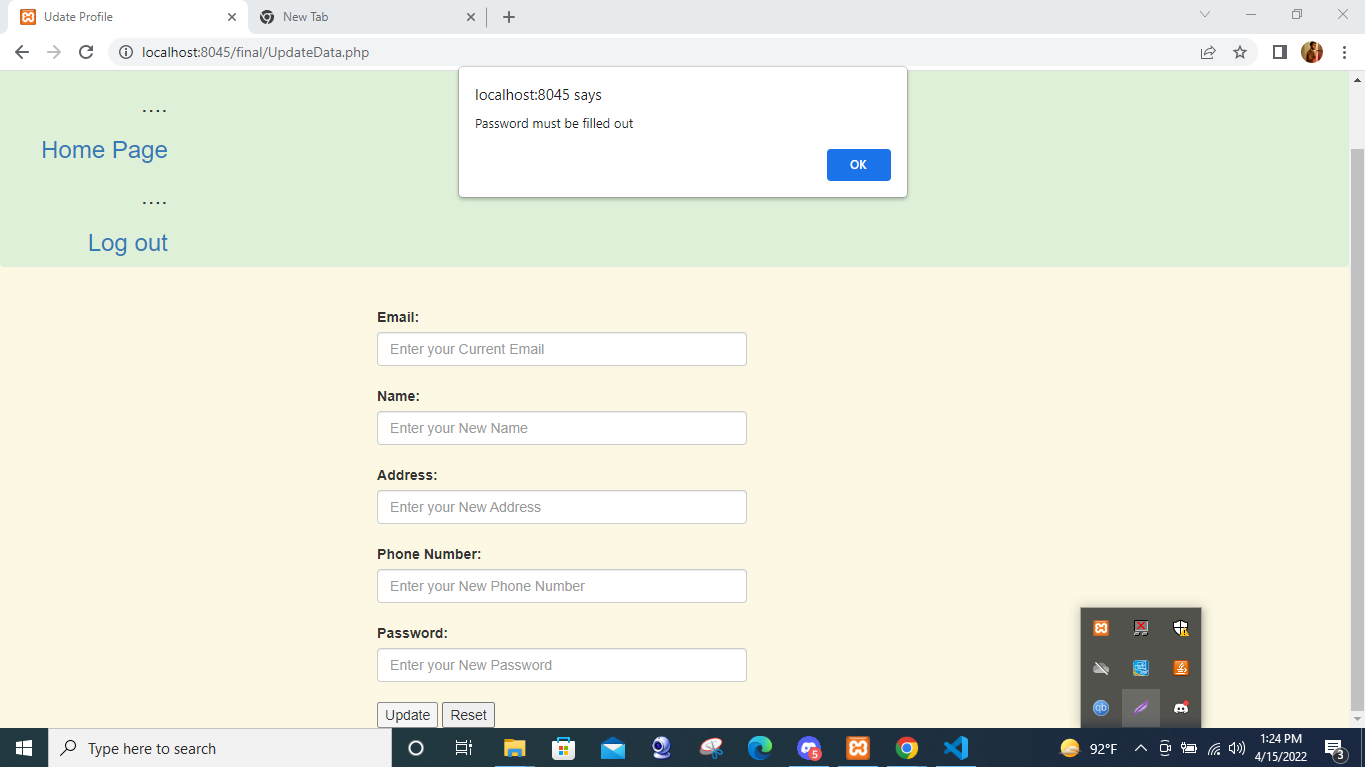 Udate Profile
New Tab
localhost:8045/final/UpdateData.php
localhost:8045 says
Password must be filled out
OK
....
Home Page
....
Log out
Email:
Enter your Current Email
Name:
Enter your New Name
Address:
Enter your New Address
Phone Number:
Enter your New Phone Number
Password:
Enter your New Password
Update Reset
qb
Type here to search
5
92°F
1:24 PM
4/15/2022
3